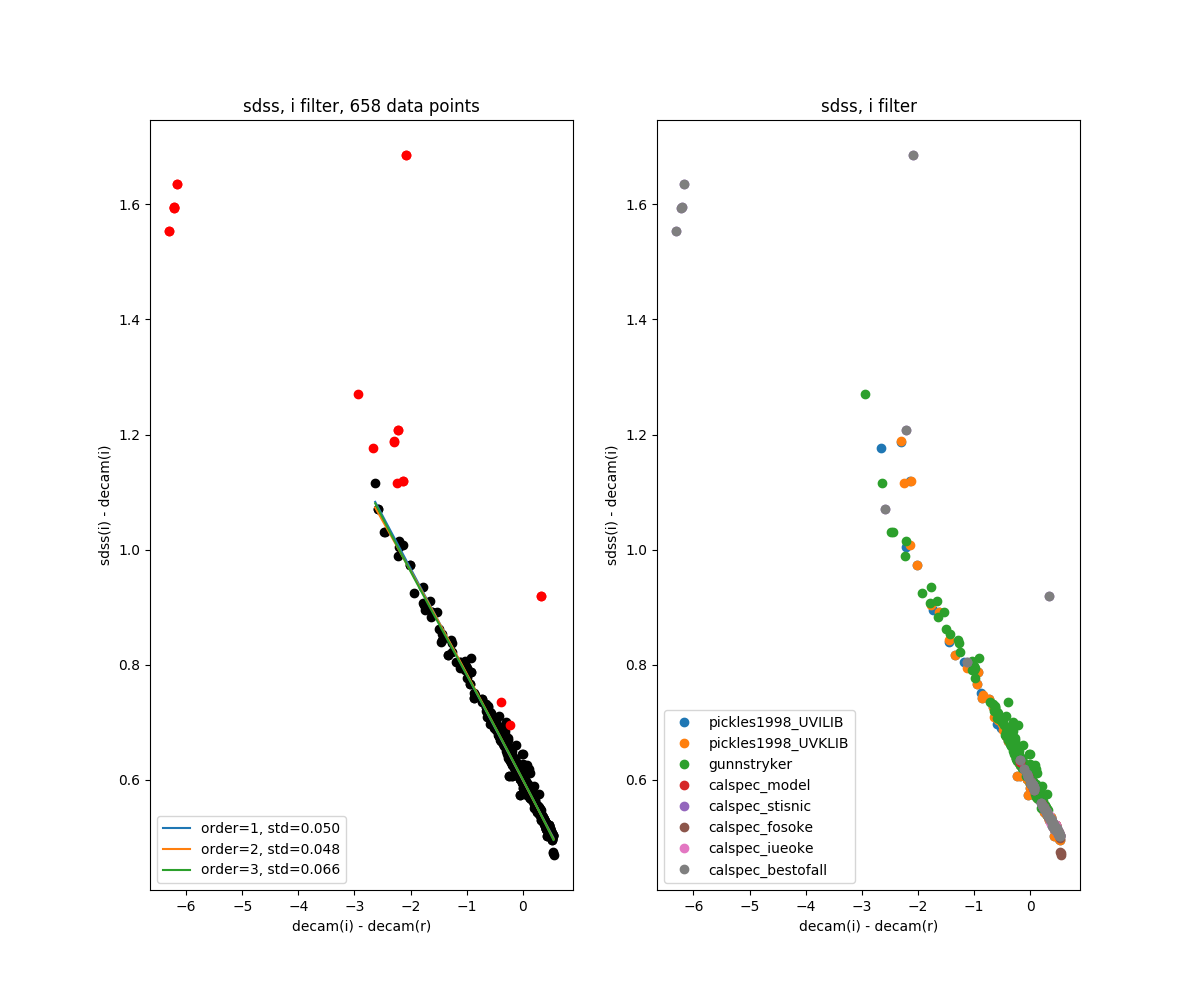 sdss, i filter, 658 data points
sdss(i) - decam(i)
1.6
1.4
1.2
1.0
0.8
0.6
order=1, std=0.050
order=2, std=0.048
order=3, std=0.066
−6 −5 −4 −3 −2 −1 0
decam(i) - decam(r)
sdss, i filter
sdss(i) - decam(i)
1.6
1.4
1.2
1.0
0.8
0.6
pickles1998_UVILIB
pickles1998_UVKLIB
gunnstryker
calspec_model
calspec_stisnic
calspec_fosoke
calspec_iueoke
calspec_bestofall
−6 −5 −4 −3 −2 −1 0
decam(i) - decam(r)